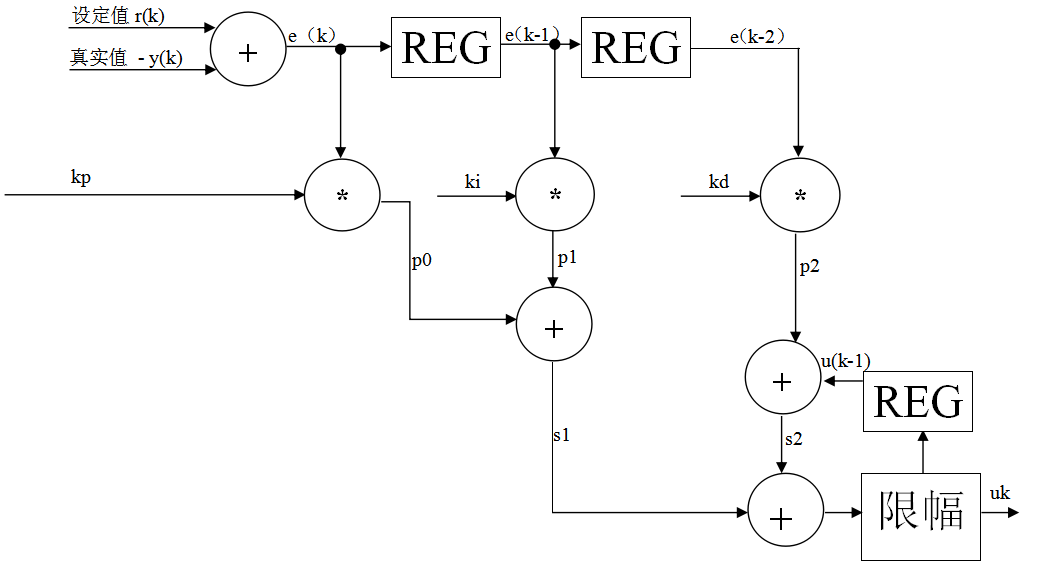 设定值 r(k)
真实值 - y(k)
+
e（k）
REG
e（k-1）
REG
e（k-2）
kp
*
ki
*
kd
*
p0
p1
p2
+
+
u(k-1)
REG
s1
s2
+
限幅
uk